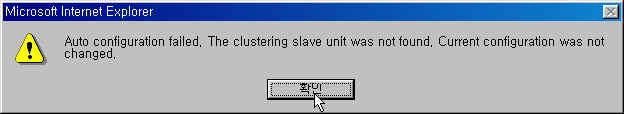 Microsoft Internet Explorer
Auto configuration failed, The clustering slave unit was not found, Current configuration was not
changed,
확인